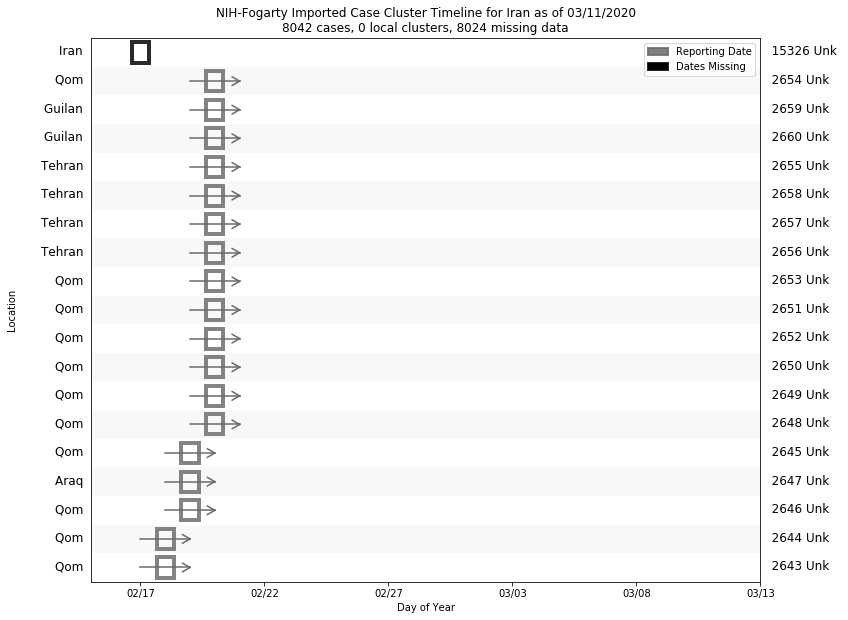 NIH-Fogarty Imported Case Cluster Timeline for Iran as of 03/11/2020
8042 cases, 0 local clusters, 8024 missing data
Reporting Date
Dates Missing
Iran 15326 Unk
Qom 2654 Unk
Guilan 2659 Unk
Guilan 2660 Unk
Tehran 2655 Unk
Tehran 2658 Unk
Tehran 2657 Unk
Tehran 2656 Unk
Qom 2653 Unk
Qom 2651 Unk
Qom 2652 Unk
Qom 2650 Unk
Qom 2649 Unk
Qom 2648 Unk
Qom 2645 Unk
Araq 2647 Unk
Qom 2646 Unk
Qom 2644 Unk
Qom 2643 Unk
Location
02/17 02/22 02/27 03/03 03/08 03/13
Day of Year